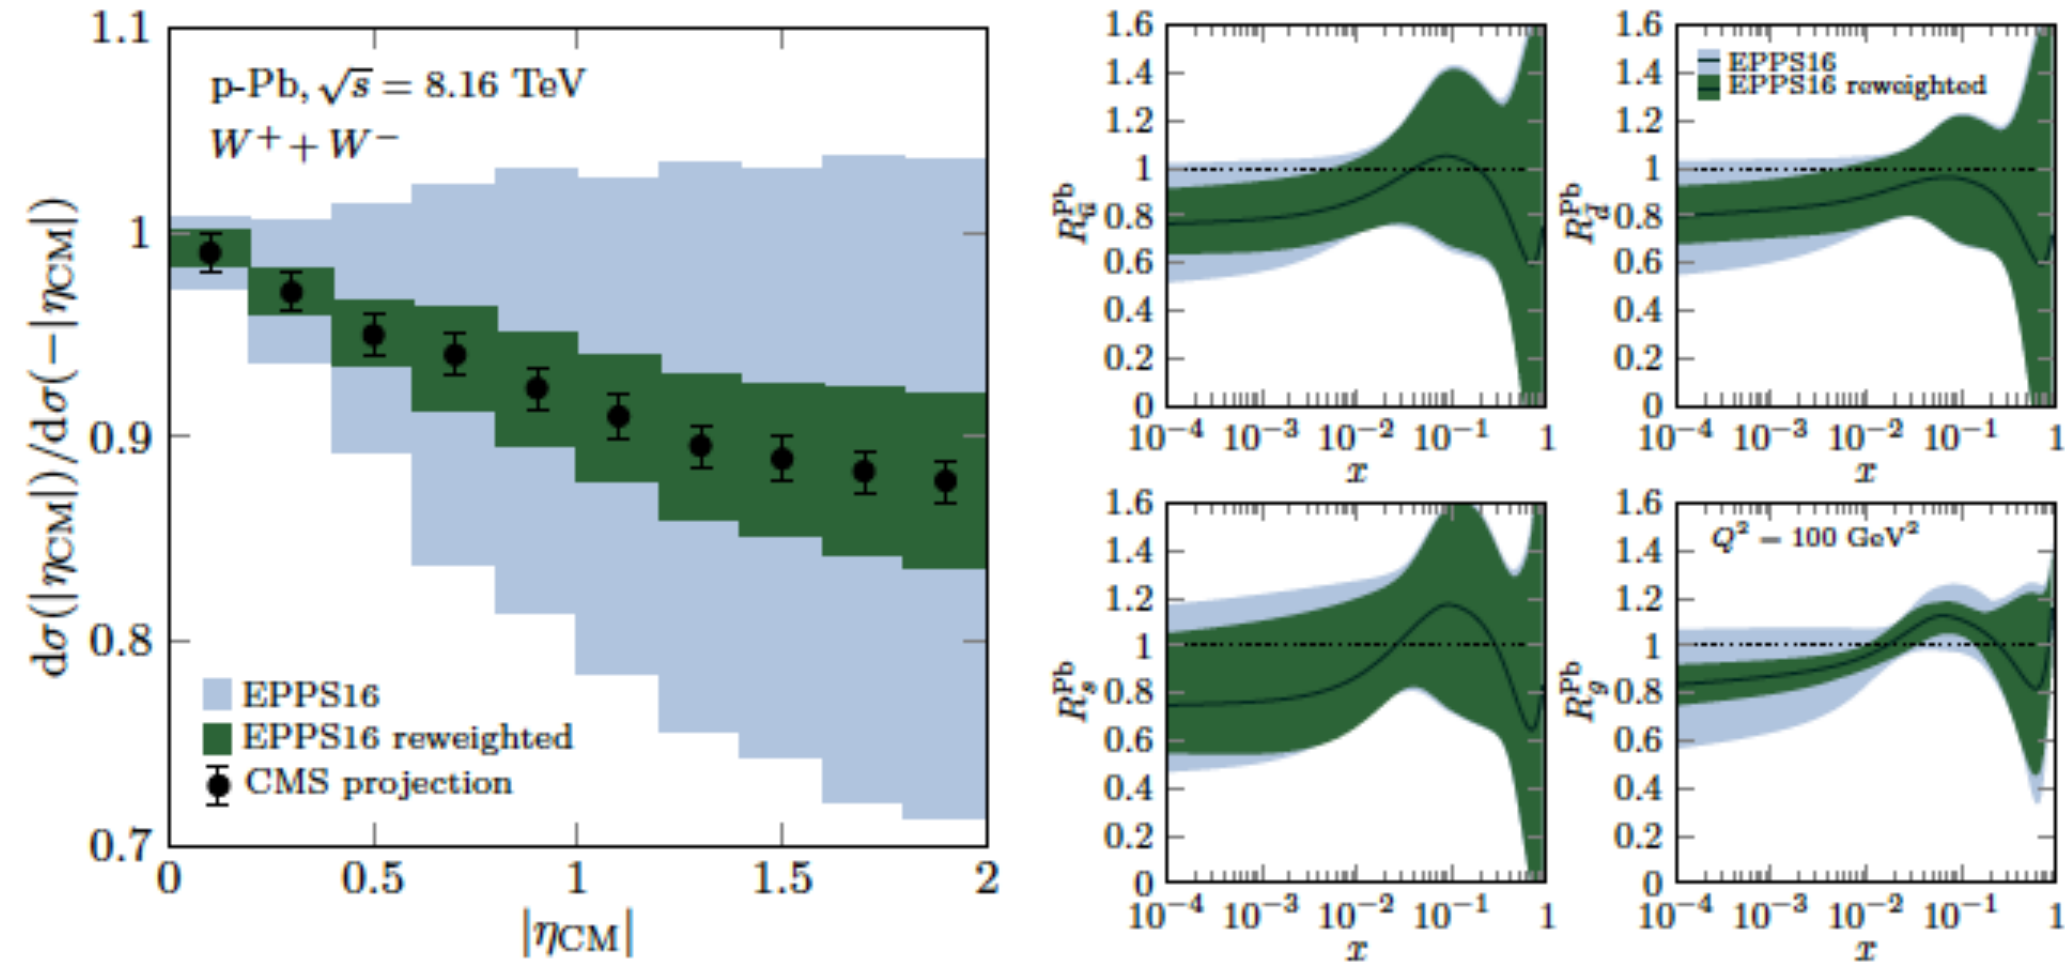 1.1
1
0.9
0.8
0.7
dσ(|η_CM|)/dσ(−|η_CM|)
p-Pb, √s = 8.16 TeV
W⁺ + W⁻
EPPS16
EPPS16 reweighted
CMS projection
0 0.5 1 1.5 2
|η_CM|
1.6
1.4
1.2
1
0.8
0.6
0.4
0.2
0
R_ū^Pb
10⁻⁴ 10⁻³ 10⁻² 10⁻¹ 1
x
1.6
1.4
1.2
1
0.8
0.6
0.4
0.2
0
R_d̄^Pb
EPPS16
EPPS16 reweighted
10⁻⁴ 10⁻³ 10⁻² 10⁻¹ 1
x
1.6
1.4
1.2
1
0.8
0.6
0.4
0.2
0
R_s^Pb
10⁻⁴ 10⁻³ 10⁻² 10⁻¹ 1
x
1.6
1.4
1.2
1
0.8
0.6
0.4
0.2
0
R_g^Pb
Q² = 100 GeV²
10⁻⁴ 10⁻³ 10⁻² 10⁻¹ 1
x